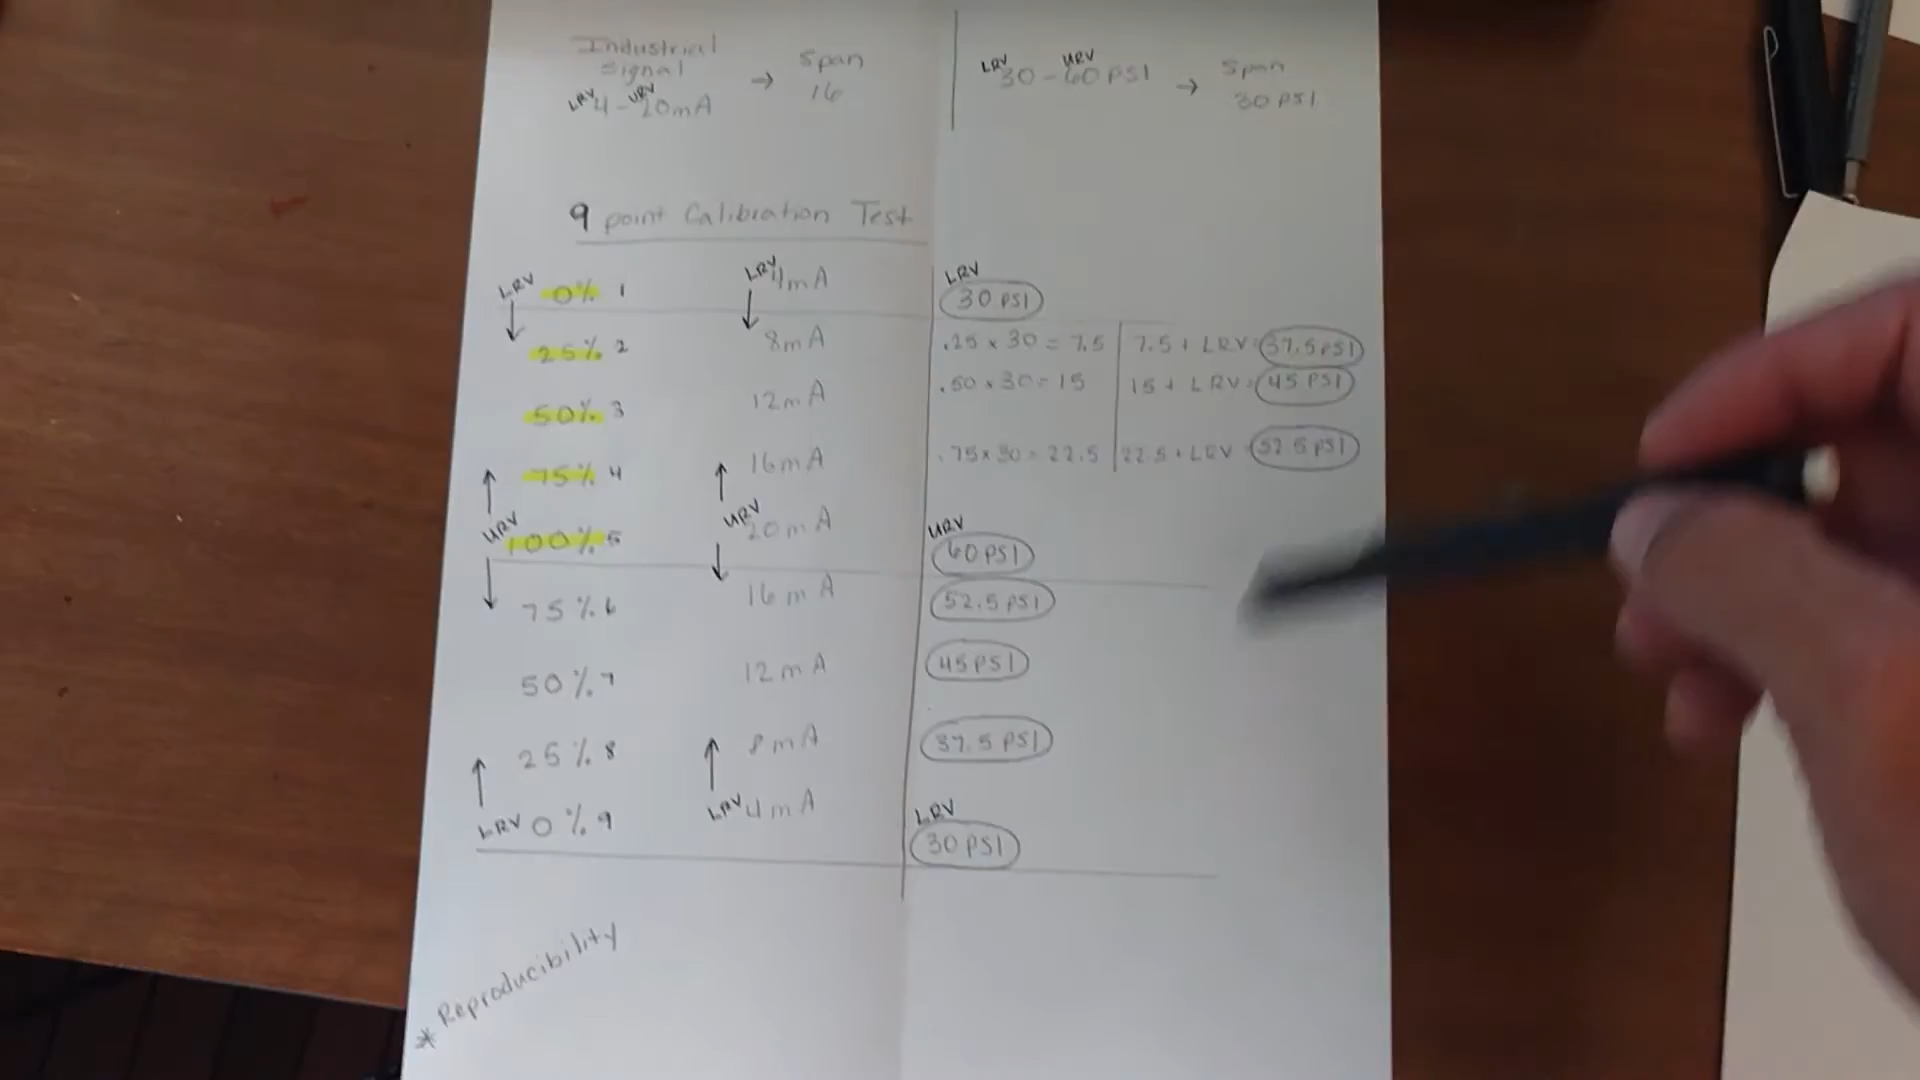 Industrial
Signal
LRV 4 - URV 20mA → Span 16
LRV 30 - URV 60 PSI → Span 30 PSI
9 point Calibration Test
LRV 0% 1 LRV 4mA LRV 30 PSI
25% 2 8mA .25 x 30 = 7.5 7.5 + LRV= 37.5 PSI
50% 3 12mA .50 x 30 = 15 15 + LRV= 45 PSI
75% 4 16mA .75 x 30 = 22.5 22.5 + LRV= 52.5 PSI
URV 100% 5 URV 20mA URV 60 PSI
75% 6 16mA 52.5 PSI
50% 7 12mA 45 PSI
25% 8 8mA 37.5 PSI
LRV 0% 9 LRV 4mA LRV 30 PSI
* Reproducibility